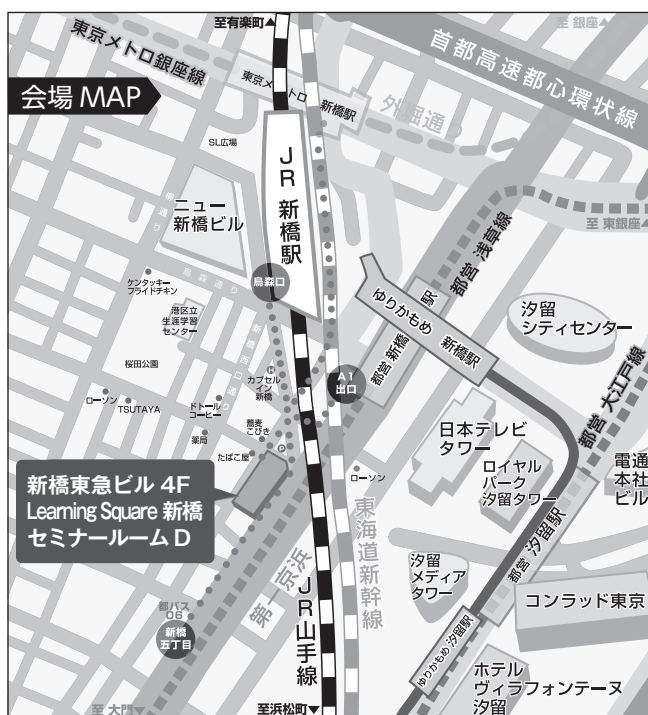 至有楽町▲
至 銀座▲
東京メトロ銀座線
首都高速都心環状線
会場 MAP
東京メトロ 新橋駅
外堀通り
SL広場
JR 新橋駅
ニュー
新橋ビル
至 東銀座▲
都営 浅草線
烏森通り
烏森口
ケンタッキー
フライドチキン
港区立
生涯学習
センター
新橋西口通り
ゆりかもめ 新橋駅
都営 新橋 駅
汐留
シティセンター
桜田公園
H
カプセル
イン
新橋
A1
出口
都営 大江戸線
ローソン
TSUTAYA
ドトール
コーヒー
薬局
蕎麦
こびき
たばこ屋
P
日本テレビ
タワー
ロイヤル
パーク
汐留タワー
電通
本社
ビル
新橋東急ビル 4F
Learning Square 新橋
セミナールーム D
ローソン
東海道新幹線
都営 汐留駅
第一京浜
JR山手線
汐留
メディア
タワー
コンラッド東京
都バス
06
新橋
五丁目
ゆりかもめ 汐留駅
ホテル
ヴィラフォンテーヌ
汐留
至 大門▼
至浜松町▼